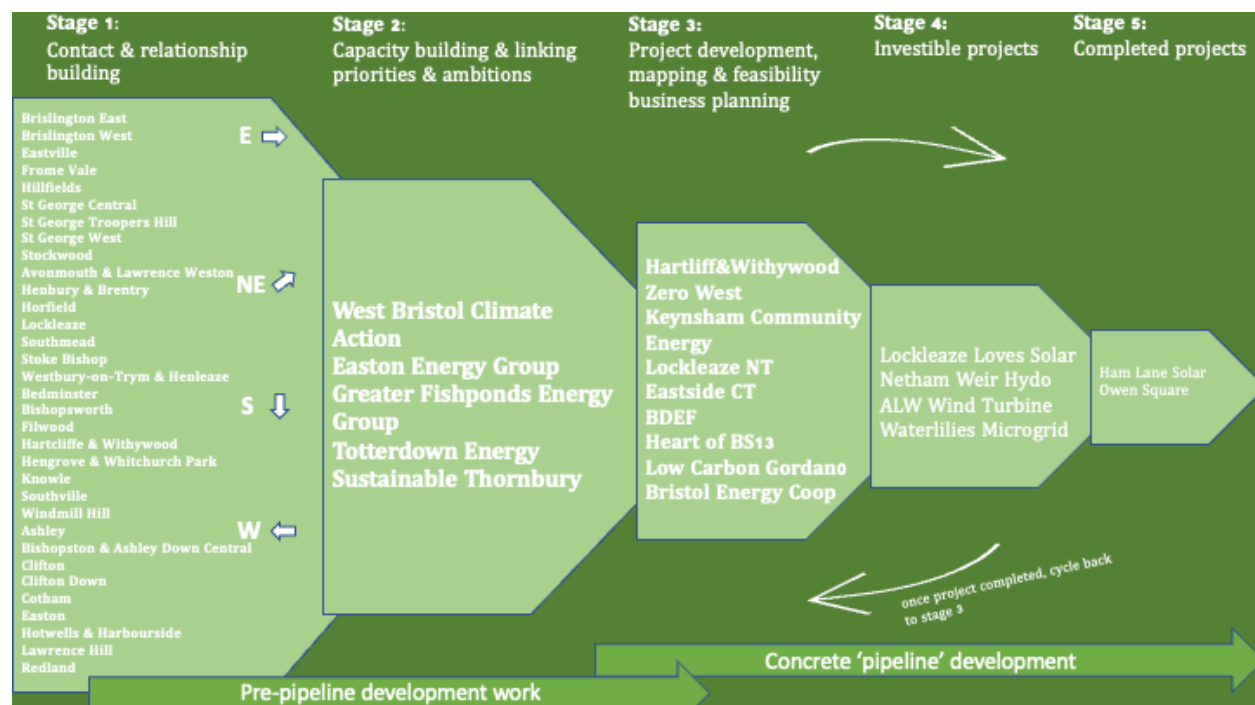 Stage 1:
Contact & relationship
building
Stage 2:
Capacity building & linking
priorities & ambitions
Stage 3:
Project development,
mapping & feasibility
business planning
Stage 4:
Investible projects
Stage 5:
Completed projects
Brislington East
Brislington West
Eastville
Frome Vale
Hillfields
St George Central
St George Troopers Hill
St George West
Stockwood
Avonmouth & Lawrence Weston
Henbury & Brentry
Horfield
Lockleaze
Southmead
Stoke Bishop
Westbury-on-Trym & Henleaze
Bedminster
Bishopsworth
Filwood
Hartcliffe & Withywood
Hengrove & Whitchurch Park
Knowle
Southville
Windmill Hill
Ashley
Bishopston & Ashley Down Central
Clifton
Clifton Down
Cotham
Easton
Hotwells & Harbourside
Lawrence Hill
Redland
E
NE
S
W
West Bristol Climate
Action
Easton Energy Group
Greater Fishponds Energy
Group
Totterdown Energy
Sustainable Thornbury
Hartliff&Withywood
Zero West
Keynsham Community
Energy
Lockleaze NT
Eastside CT
BDEF
Heart of BS13
Low Carbon Gordano
Bristol Energy Coop
Lockleaze Loves Solar
Netham Weir Hydo
ALW Wind Turbine
Waterlilies Microgrid
Ham Lane Solar
Owen Square
once project completed, cycle back
to stage 3
Concrete ‘pipeline’ development
Pre-pipeline development work